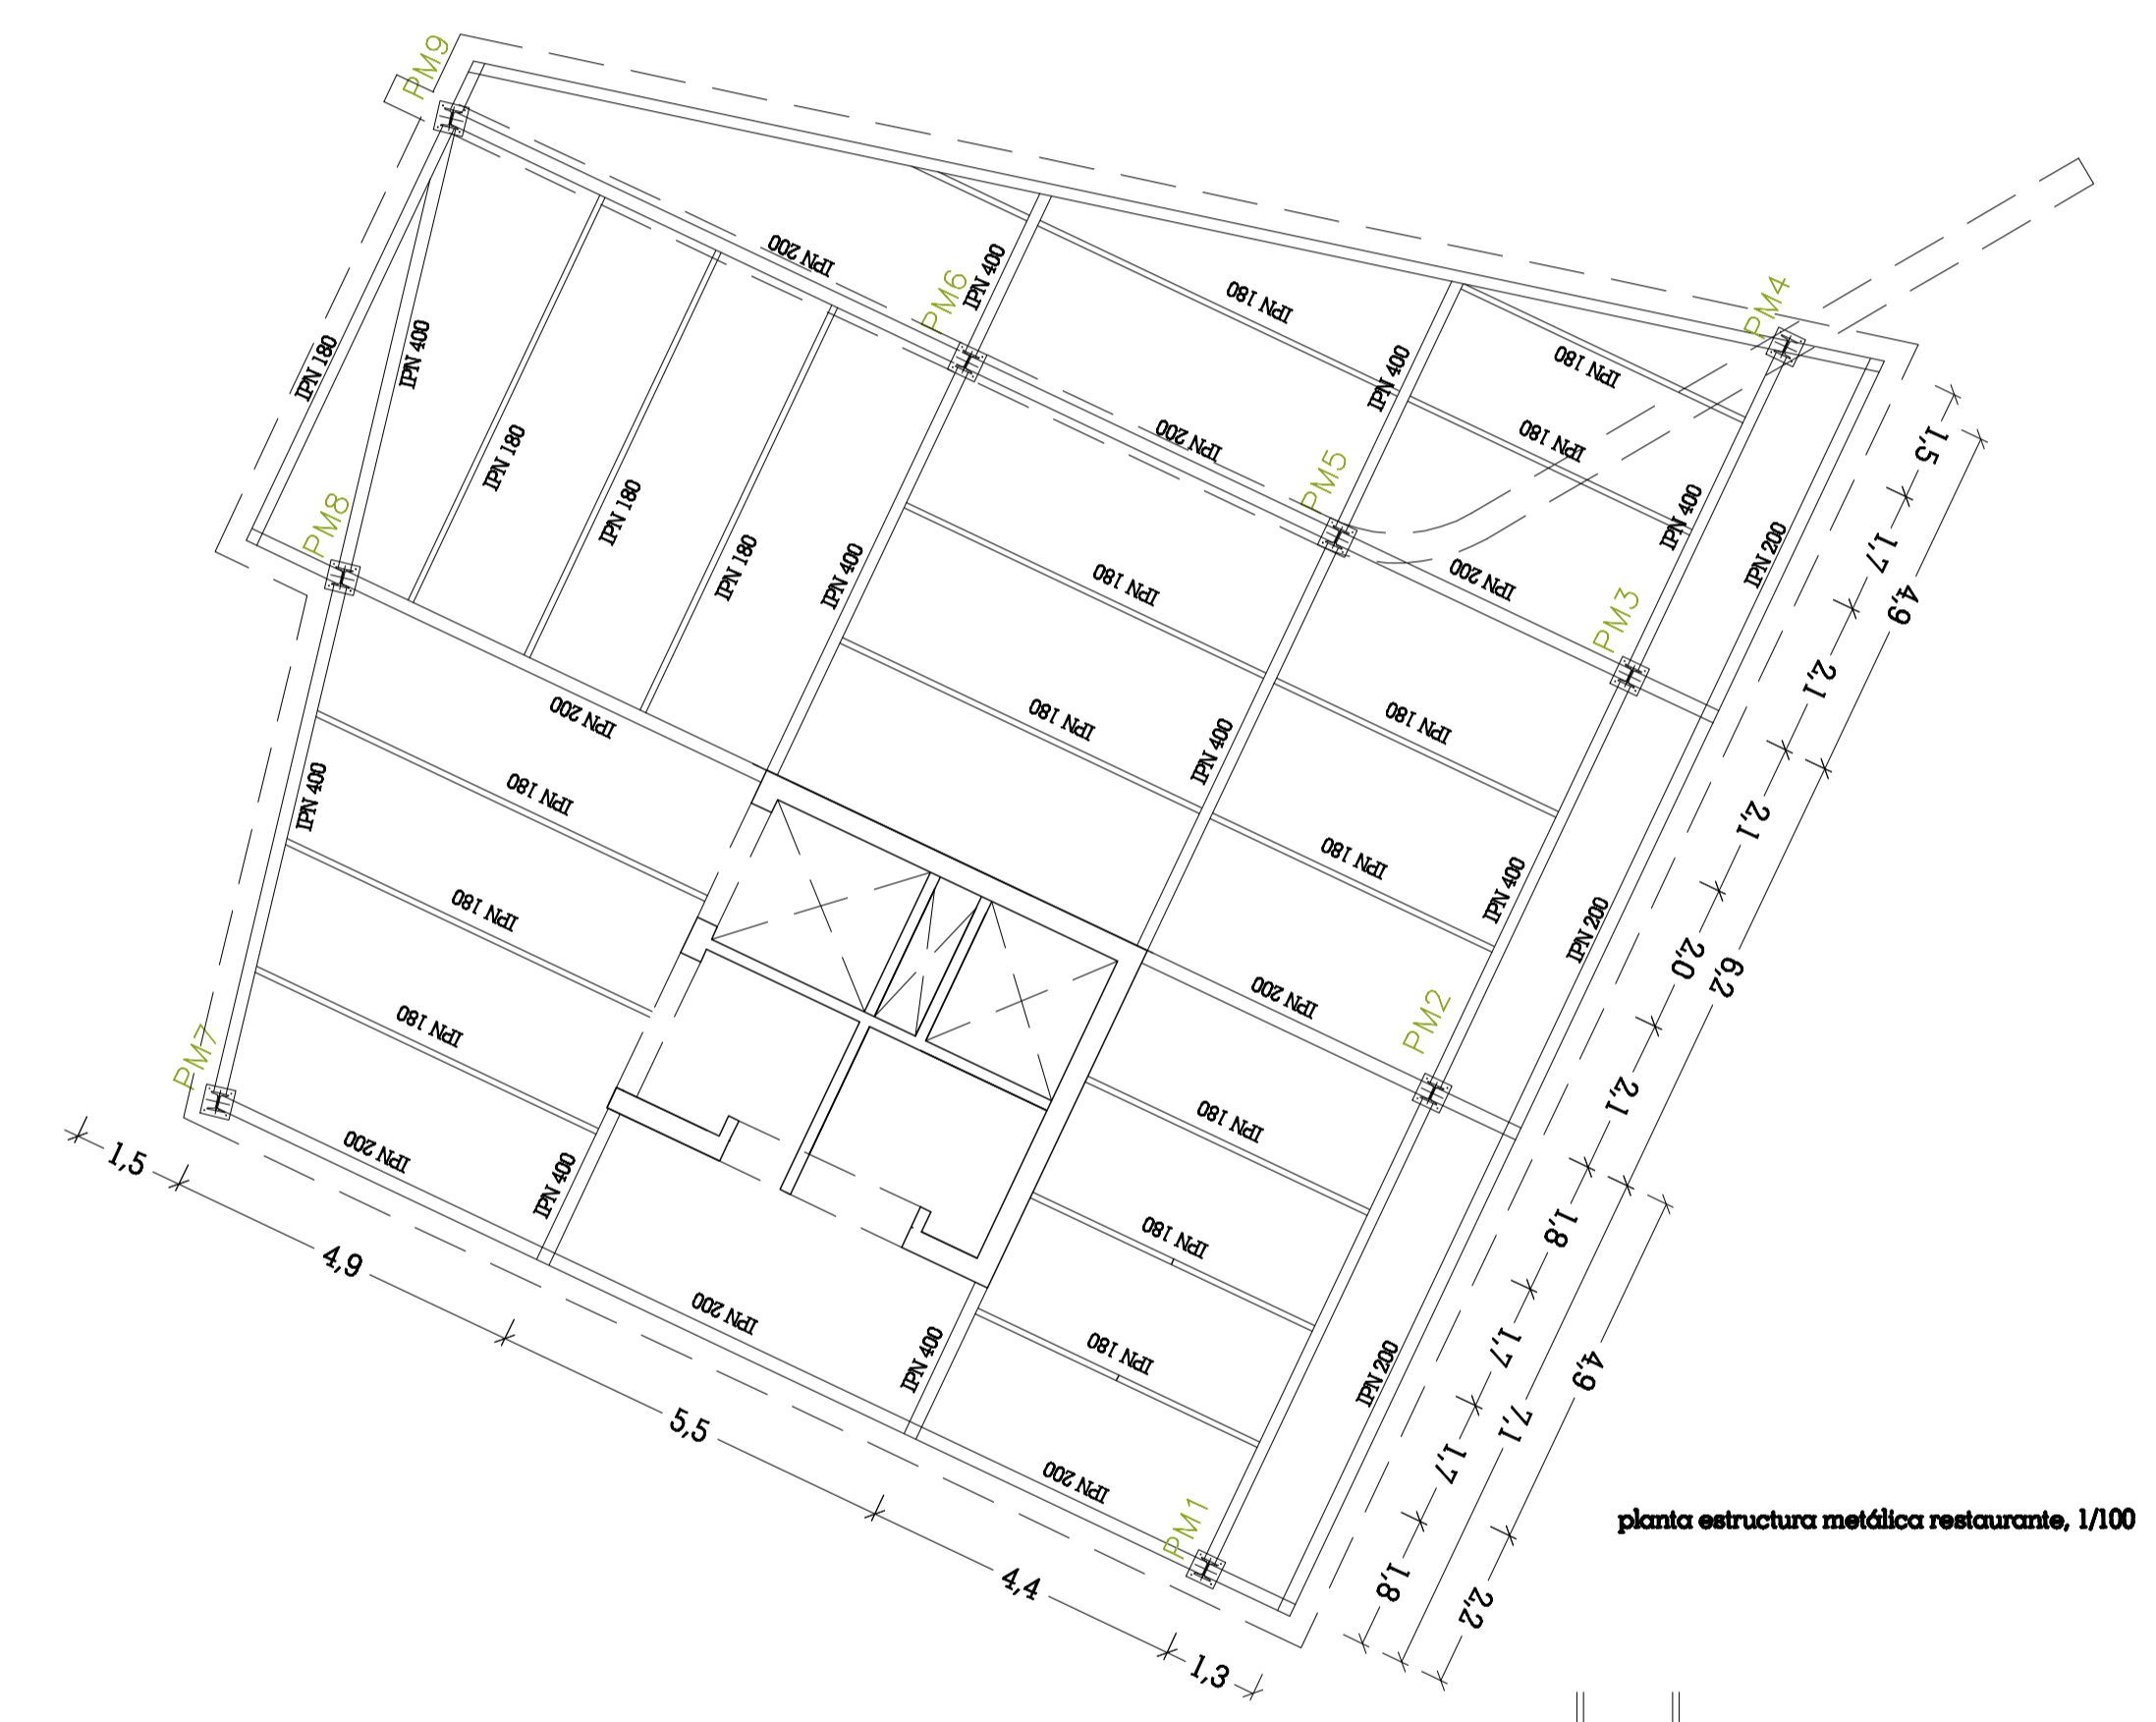 PM9
IPN 200
PM6
IPN 400
IPN 180
PM4
IPN 400
IPN 180
IPN 180
IPN 180
IPN 400
IPN 180
IPN 200
PM5
IPN 400
IPN 200
1,5
1,7
4,9
PM8
IPN 180
IPN 180
IPN 400
IPN 180
IPN 200
PM3
2,1
IPN 200
IPN 180
IPN 180
IPN 400
IPN 180
2,1
IPN 400
IPN 180
IPN 180
IPN 180
IPN 400
IPN 200
2,0
6,2
PM7
IPN 180
IPN 200
PM2
2,1
1,5
IPN 200
IPN 400
IPN 180
IPN 180
1,8
4,9
IPN 200
IPN 400
IPN 180
IPN 200
1,7
4,9
5,5
IPN 200
7,1
1,7
PM1
planta estructura metálica restaurante, 1/100
4,4
1,8
2,2
1,3